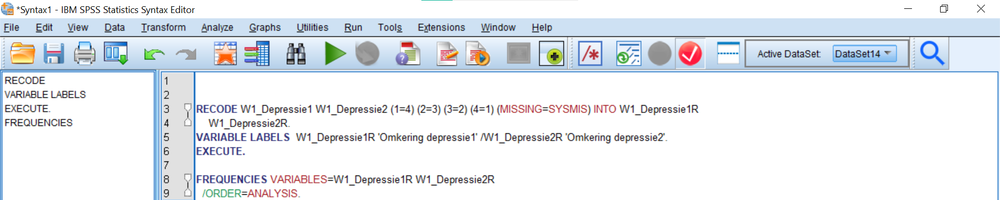 *Syntax1 - IBM SPSS Statistics Syntax Editor
File Edit View Data Transform Analyze Graphs Utilities Run Tools Extensions Window Help
Active DataSet: DataSet14
RECODE
VARIABLE LABELS
EXECUTE.
FREQUENCIES
1
2
3 RECODE W1_Depressie1 W1_Depressie2 (1=4) (2=3) (3=2) (4=1) (MISSING=SYSMIS) INTO W1_Depressie1R
4 W1_Depressie2R.
5 VARIABLE LABELS W1_Depressie1R 'Omkering depressie1' /W1_Depressie2R 'Omkering depressie2'.
6 EXECUTE.
7
8 FREQUENCIES VARIABLES=W1_Depressie1R W1_Depressie2R
9 /ORDER=ANALYSIS.